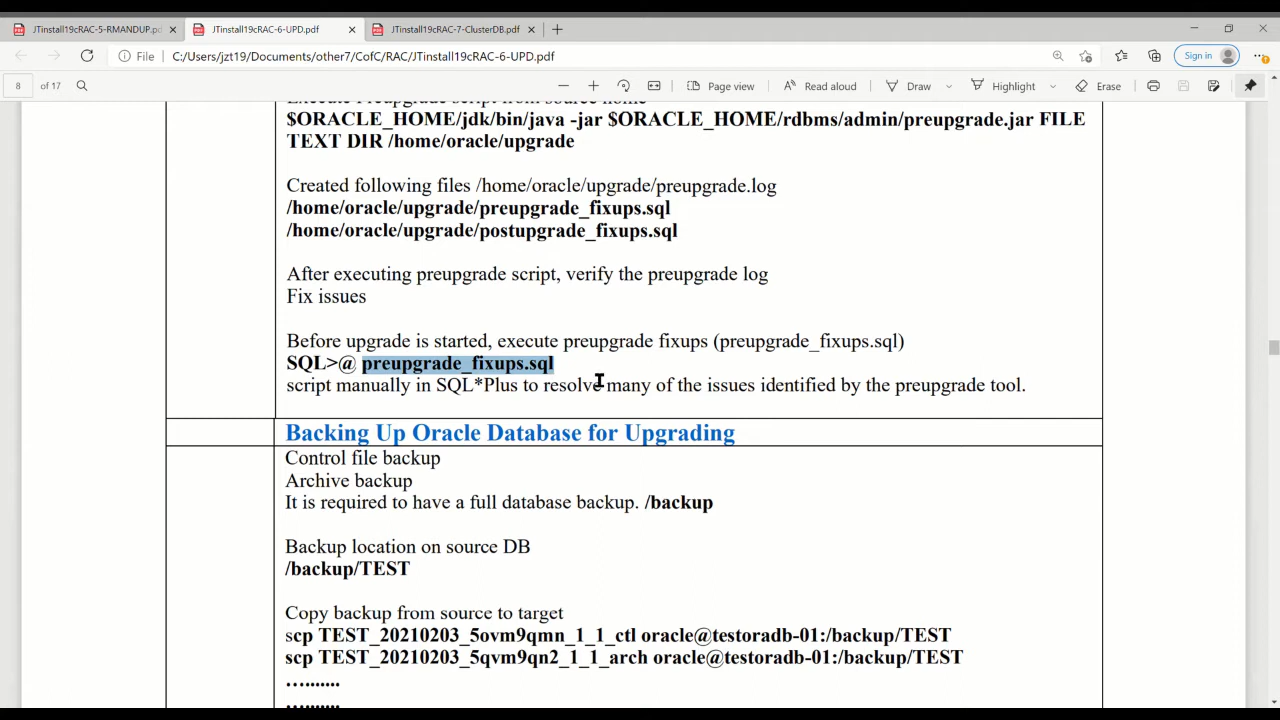 JTinstall19cRAC-5-RMANDUP.pd
JTinstall19cRAC-6-UPD.pdf
JTinstall19cRAC-7-ClusterDB.pdf
File
C:/Users/jzt19/Documents/other7/CofC/RAC/JTinstall19cRAC-6-UPD.pdf
Sign in
8 of 17
Page view
Read aloud
Draw
Highlight
Erase
Execute Preupgrade script from source home
$ORACLE_HOME/jdk/bin/java -jar $ORACLE_HOME/rdbms/admin/preupgrade.jar FILE
TEXT DIR /home/oracle/upgrade
Created following files /home/oracle/upgrade/preupgrade.log
/home/oracle/upgrade/preupgrade_fixups.sql
/home/oracle/upgrade/postupgrade_fixups.sql
After executing preupgrade script, verify the preupgrade log
Fix issues
Before upgrade is started, execute preupgrade fixups (preupgrade_fixups.sql)
SQL>@ preupgrade_fixups.sql
script manually in SQL*Plus to resolve many of the issues identified by the preupgrade tool.
Backing Up Oracle Database for Upgrading
Control file backup
Archive backup
It is required to have a full database backup. /backup
Backup location on source DB
/backup/TEST
Copy backup from source to target
scp TEST_20210203_5ovm9qmn_1_1_ctl oracle@testoradb-01:/backup/TEST
scp TEST_20210203_5qvm9qn2_1_1_arch oracle@testoradb-01:/backup/TEST
….......
….......